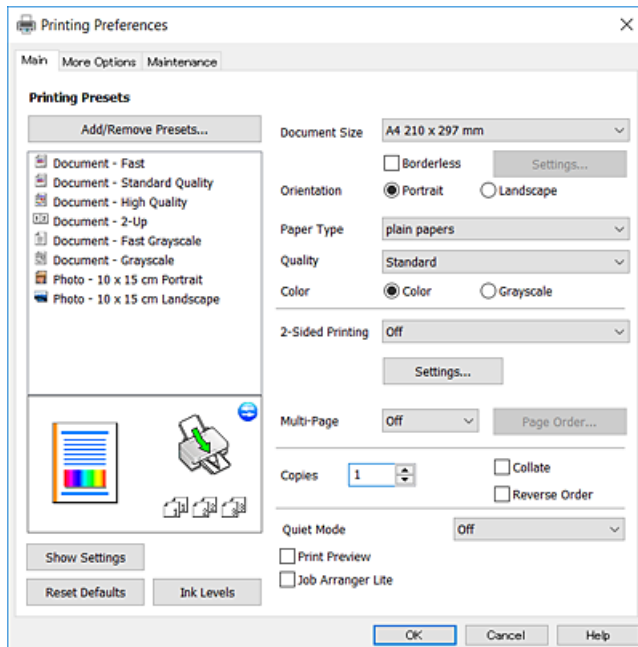 Printing Preferences
Main More Options Maintenance
Printing Presets
Add/Remove Presets...
Document - Fast
Document - Standard Quality
Document - High Quality
Document - 2-Up
Document - Fast Grayscale
Document - Grayscale
Photo - 10 x 15 cm Portrait
Photo - 10 x 15 cm Landscape
Show Settings
Reset Defaults Ink Levels
Document Size A4 210 x 297 mm
Borderless Settings...
Orientation Portrait Landscape
Paper Type plain papers
Quality Standard
Color Color Grayscale
2-Sided Printing Off
Settings...
Multi-Page Off Page Order...
Copies 1 Collate
Reverse Order
Quiet Mode Off
Print Preview
Job Arranger Lite
OK Cancel Help